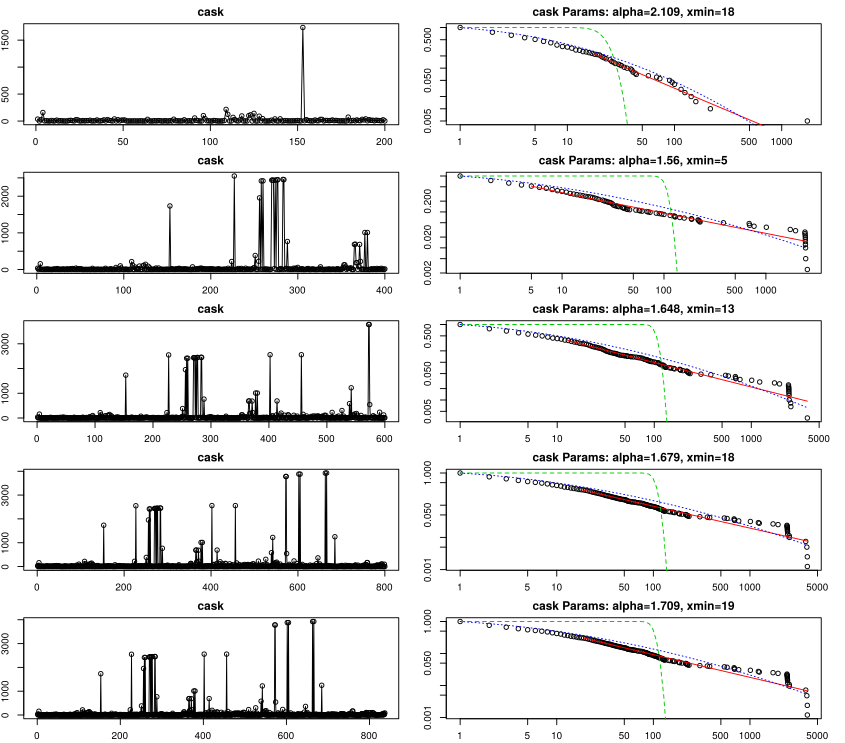 cask
cask Params: alpha=2.109, xmin=18
0 500 1500
0.005 0.050 0.500
0 50 100 150 200
1 5 10 50 100 500 1000
cask
cask Params: alpha=1.56, xmin=5
0 1000 2000
0.002 0.020 0.200
0 100 200 300 400
1 5 10 50 100 500 1000
cask
cask Params: alpha=1.648, xmin=13
0 1000 3000
0.005 0.050 0.500
0 100 200 300 400 500 600
1 5 10 50 100 500 1000 5000
cask
cask Params: alpha=1.679, xmin=18
0 1000 3000
0.001 0.050 1.000
0 200 400 600 800
1 5 10 50 100 500 1000 5000
cask
cask Params: alpha=1.709, xmin=19
0 1000 3000
0.001 0.050 1.000
0 200 400 600 800
1 5 10 50 100 500 1000 5000